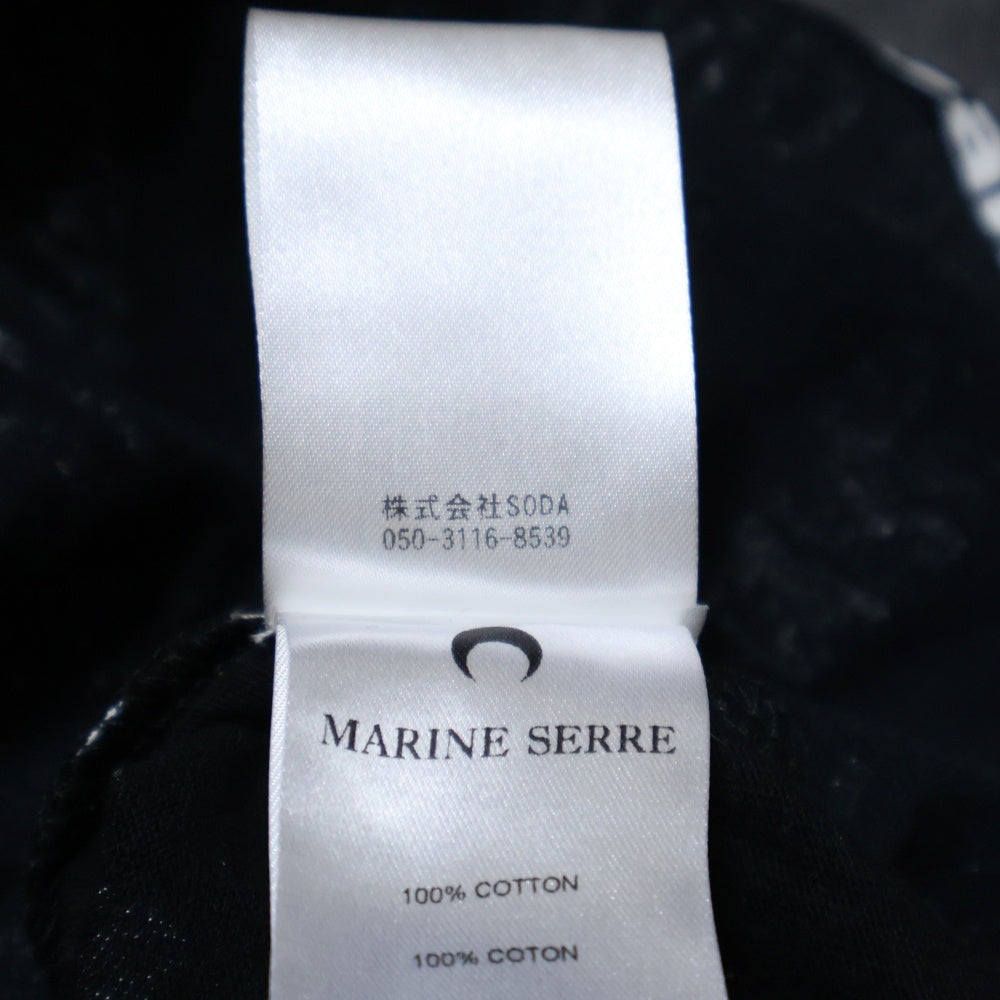 株式会社SODA
050-3116-8539
MARINE SERRE
100% COTTON
100% COTON